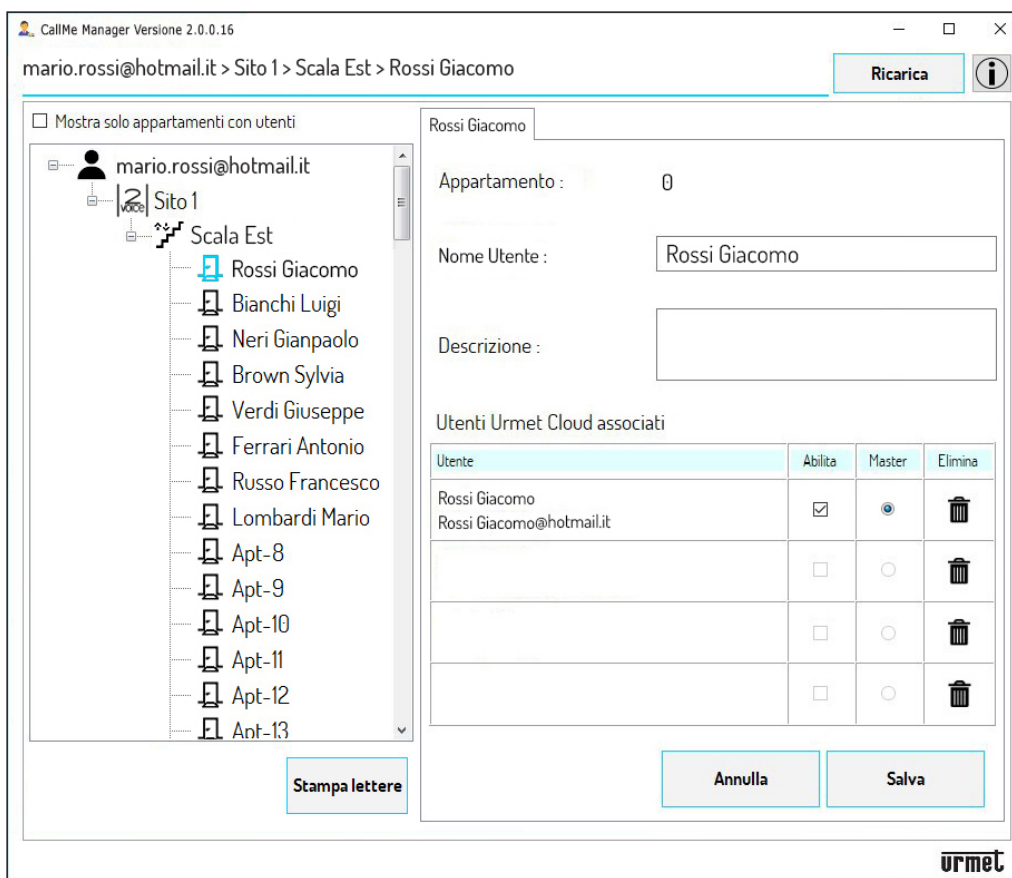 CallMe Manager Versione 2.0.0.16
mario.rossi@hotmail.it > Sito 1 > Scala Est > Rossi Giacomo
Ricarica
Mostra solo appartamenti con utenti
mario.rossi@hotmail.it
2 voice Sito 1
Scala Est
Rossi Giacomo
Bianchi Luigi
Neri Gianpaolo
Brown Sylvia
Verdi Giuseppe
Ferrari Antonio
Russo Francesco
Lombardi Mario
Apt-8
Apt-9
Apt-10
Apt-11
Apt-12
Apt-13
Stampa lettere
Rossi Giacomo
Appartamento : 0
Nome Utente : Rossi Giacomo
Descrizione :
Utenti Urmet Cloud associati
Utente Abilita Master Elimina
Rossi Giacomo
Rossi Giacomo@hotmail.it
Annulla Salva
urmet